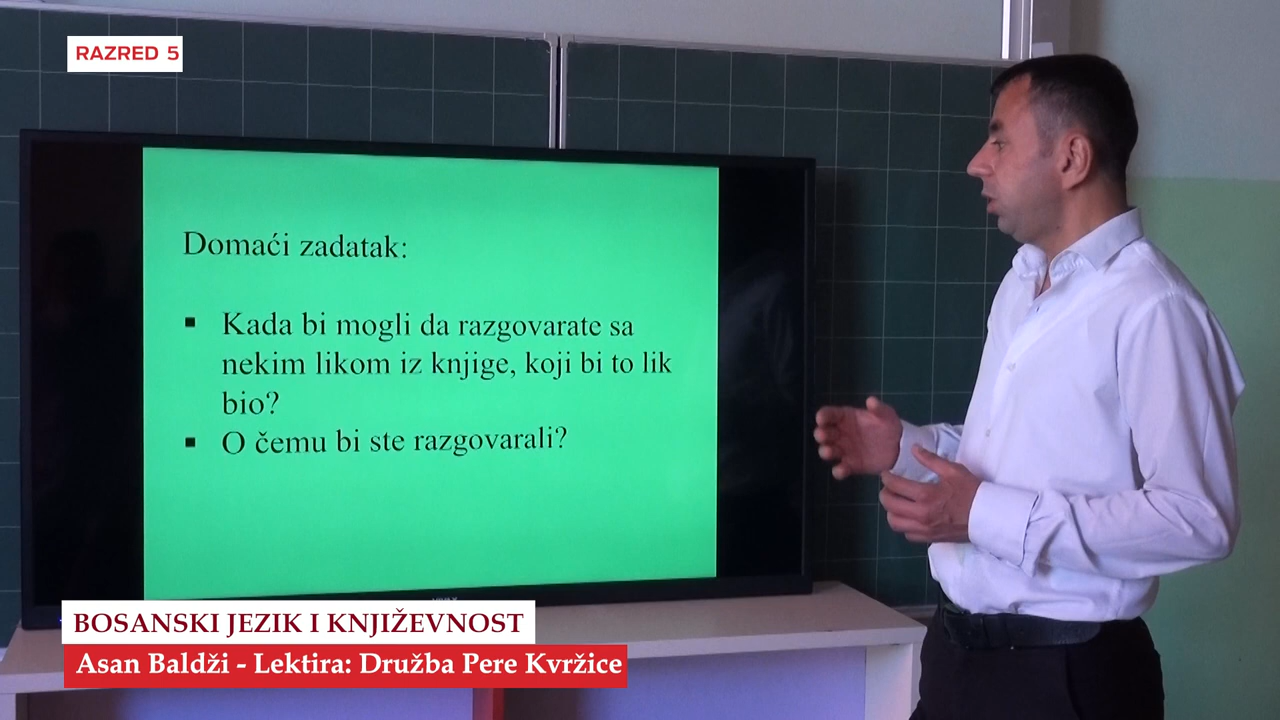 RAZRED 5
Domaći zadatak:
▪ Kada bi mogli da razgovarate sa
nekim likom iz knjige, koji bi to lik
bio?
▪ O čemu bi ste razgovarali?
BOSANSKI JEZIK I KNJIŽEVNOST
Asan Baldži - Lektira: Družba Pere Kvržice